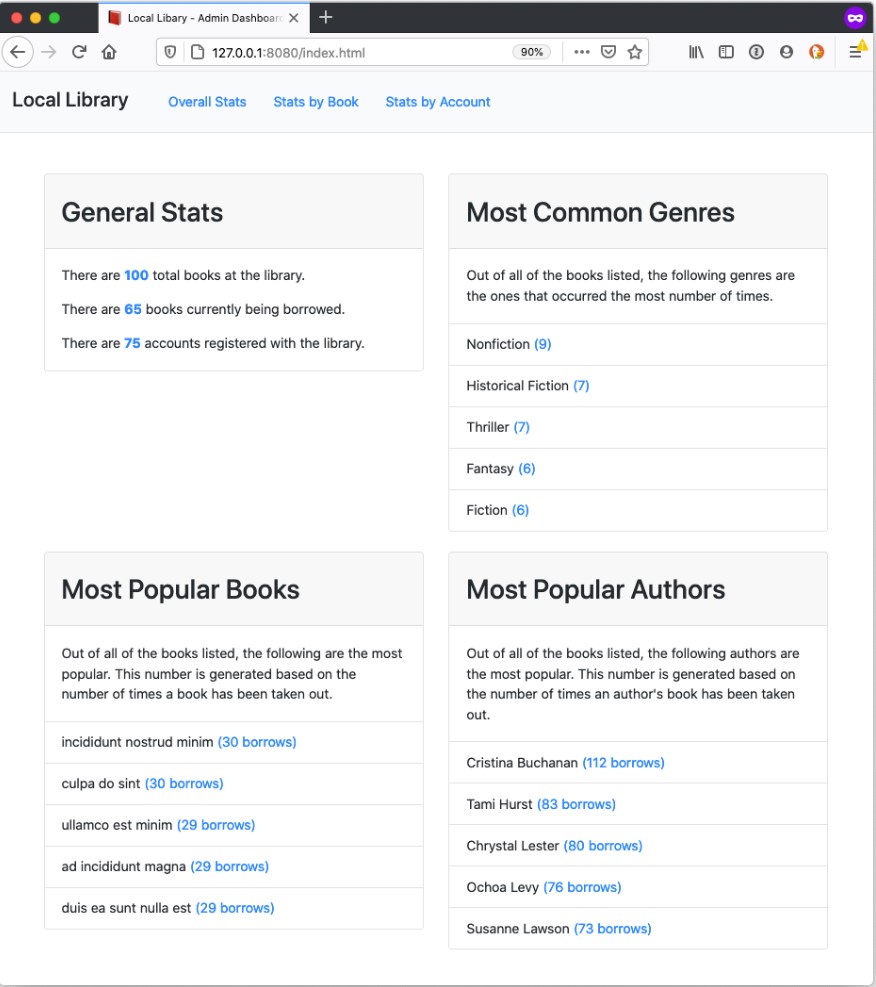 Local Libary - Admin Dashboard
127.0.0.1:8080/index.html
90%
Local Library
Overall Stats
Stats by Book
Stats by Account
General Stats
There are 100 total books at the library.
There are 65 books currently being borrowed.
There are 75 accounts registered with the library.
Most Common Genres
Out of all of the books listed, the following genres are
the ones that occurred the most number of times.
Nonfiction (9)
Historical Fiction (7)
Thriller (7)
Fantasy (6)
Fiction (6)
Most Popular Books
Out of all of the books listed, the following are the most
popular. This number is generated based on the
number of times a book has been taken out.
incididunt nostrud minim (30 borrows)
culpa do sint (30 borrows)
ullamco est minim (29 borrows)
ad incididunt magna (29 borrows)
duis ea sunt nulla est (29 borrows)
Most Popular Authors
Out of all of the books listed, the following authors are
the most popular. This number is generated based on
the number of times an author's book has been taken
out.
Cristina Buchanan (112 borrows)
Tami Hurst (83 borrows)
Chrystal Lester (80 borrows)
Ochoa Levy (76 borrows)
Susanne Lawson (73 borrows)